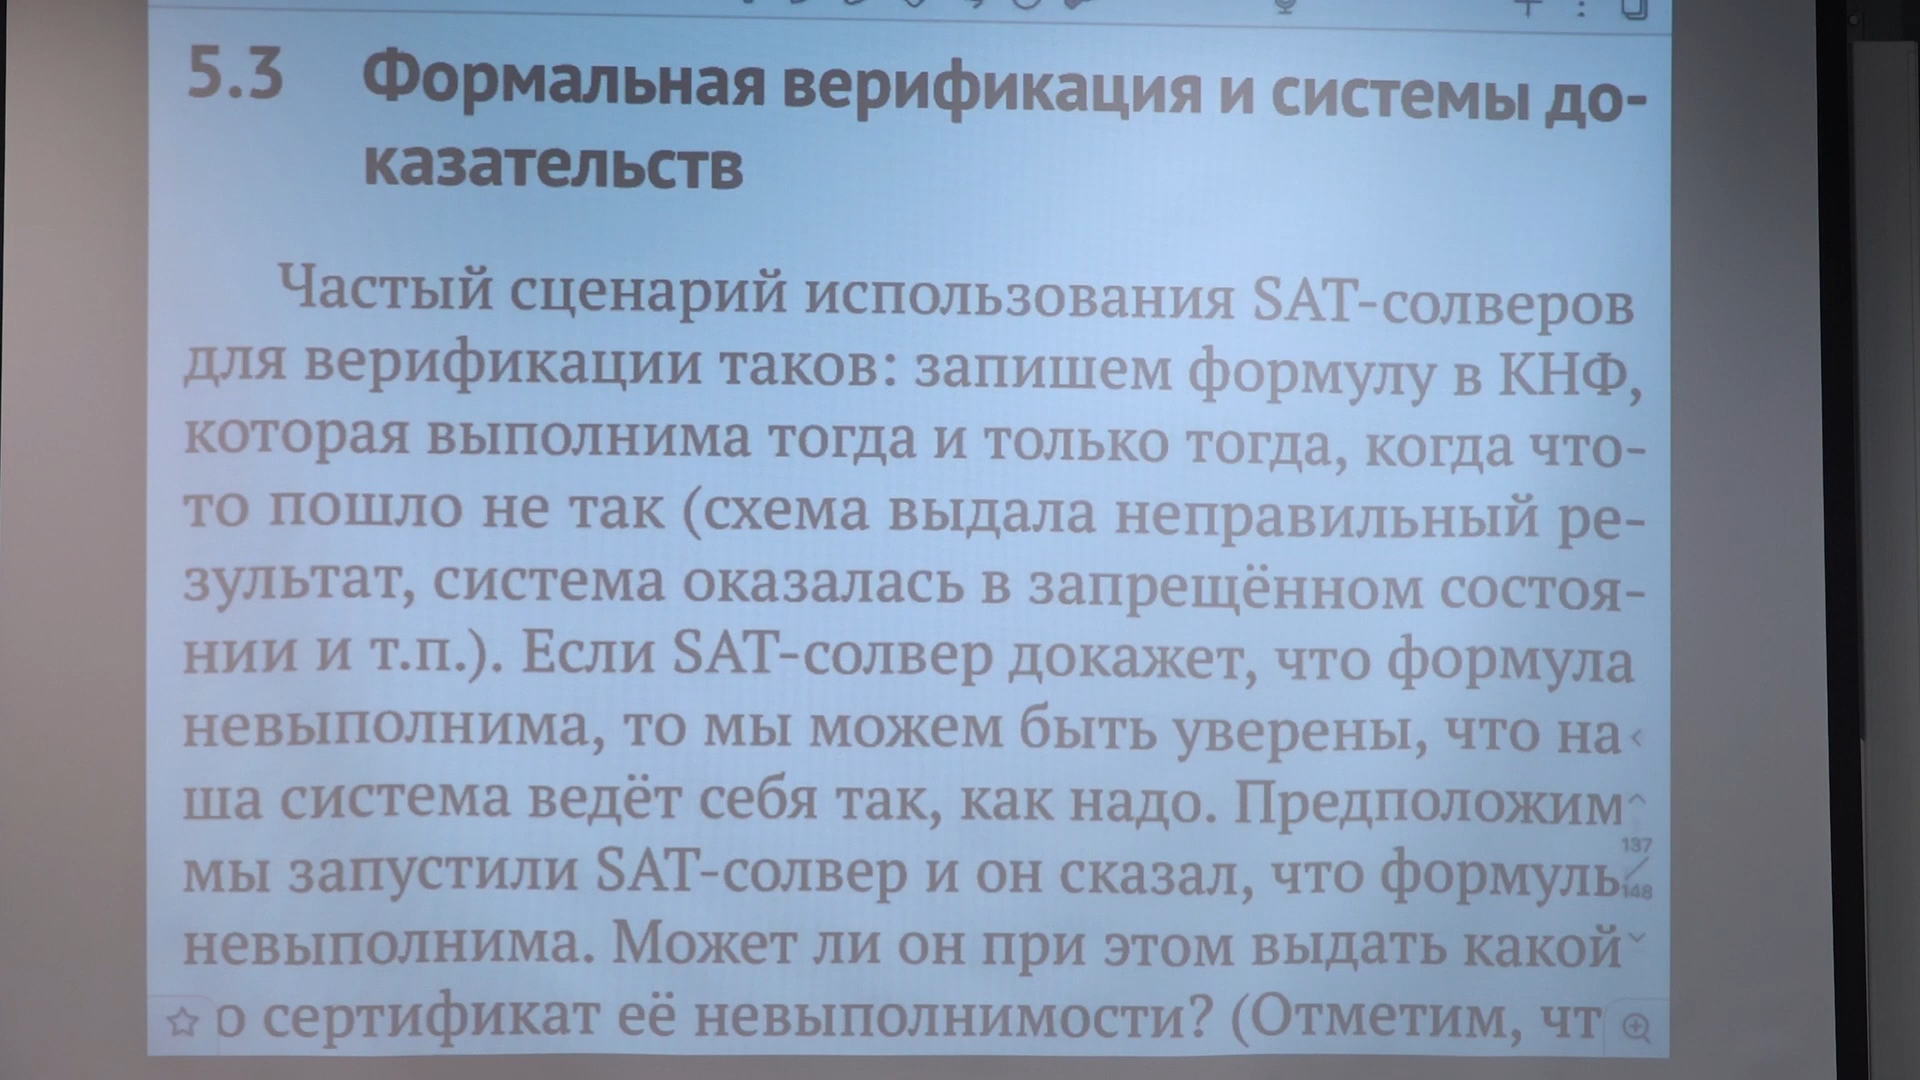 5.3 Формальная верификация и системы до-
казательств
Частый сценарий использования SAT-солверов
для верификации таков: запишем формулу в КНФ,
которая выполнима тогда и только тогда, когда что-
то пошло не так (схема выдала неправильный ре-
зультат, система оказалась в запрещённом состоя-
нии и т.п.). Если SAT-солвер докажет, что формула
невыполнима, то мы можем быть уверены, что на
ша система ведёт себя так, как надо. Предположим
мы запустили SAT-солвер и он сказал, что формуль
137
148
невыполнима. Может ли он при этом выдать какой
о сертификат её невыполнимости? (Отметим, чт